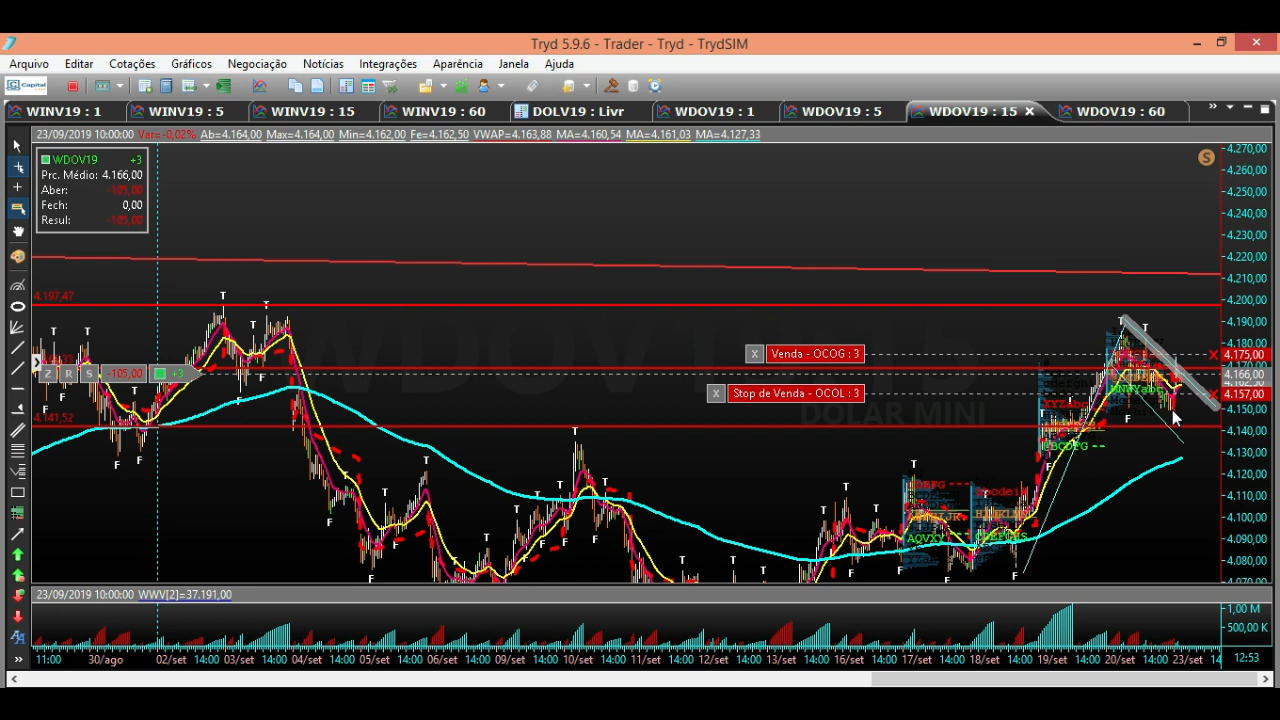 Tryd 5.9.6 - Trader - Tryd - TrydSIM
Arquivo Editar Cotações Gráficos Negociação Notícias Integrações Aparência Janela Ajuda
Capital
WINV19 : 1 WINV19 : 5 WINV19 : 15 WINV19 : 60 DOLV19 : Livr WDOV19 : 1 WDOV19 : 5 WDOV19 : 15 WDOV19 : 60
23/09/2019 10:00:00 Var=-0,02% Ab=4.164,00 Max=4.164,00 Min=4.162,00 Fe=4.162,50 VWAP=4.163,88 MA=4.160,54 MA=4.161,03 MA=4.127,33
WDOV19 +3
Prc. Médio: 4.166,00
Aber: -105,00
Fech: 0,00
Resul: -105,00
S
4.270,00
4.260,00
4.250,00
4.240,00
4.230,00
4.220,00
4.210,00
4.200,00
4.190,00
4.180,00
4.175,00
4.166,00
4.157,00
4.150,00
4.140,00
4.130,00
4.120,00
4.110,00
4.100,00
4.090,00
4.080,00
4.070,00
4.197,47
X Venda - OCOG : 3
Z R S -105,00 +3
X Stop de Venda - OCOL : 3
DOLAR MINI
4.141,52
23/09/2019 10:00:00 WWV[2]=37.191,00
1,00 M
500,00 K
11:00 30/ago 02/set 14:00 03/set 14:00 04/set 14:00 05/set 14:00 06/set 14:00 09/set 14:00 10/set 14:00 11/set 14:00 12/set 14:00 13/set 14:00 16/set 14:00 17/set 14:00 18/set 14:00 19/set 14:00 20/set 14:00 23/set 14 12:53